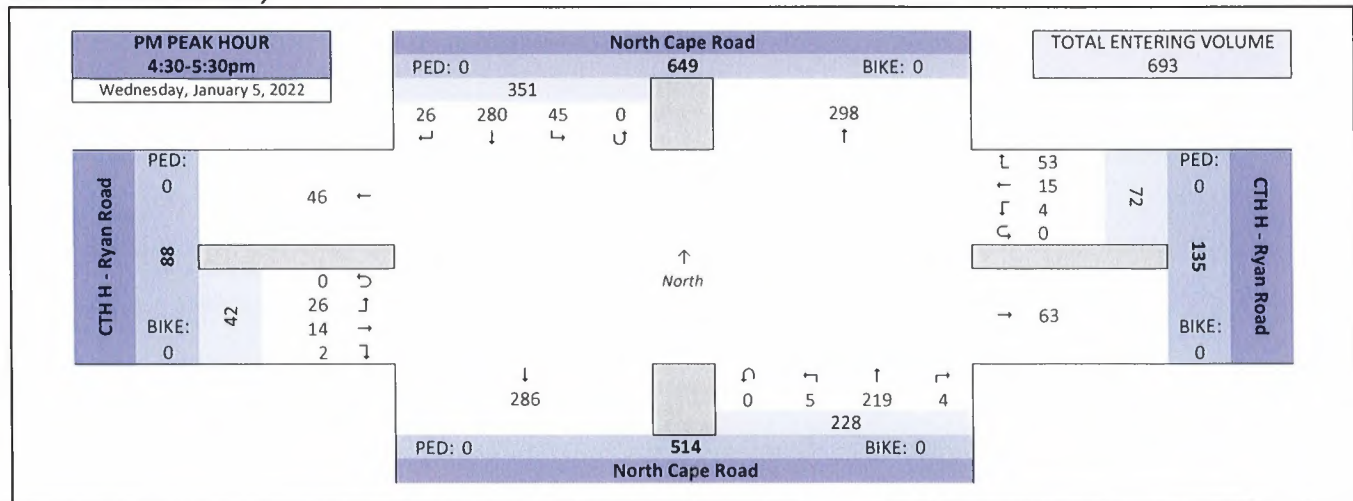 PM PEAK HOUR
4:30-5:30pm
Wednesday, January 5, 2022
North Cape Road
PED: 0 649 BIKE: 0
351
26 280 45 0
298
TOTAL ENTERING VOLUME
693
CTH H - Ryan Road
PED:
0
88
BIKE:
0
46
42
0
26
14
2
North
53
15
4
0
72
63
PED:
0
135
BIKE:
0
CTH H - Ryan Road
286
0 5 219 4
228
PED: 0 514 BIKE: 0
North Cape Road